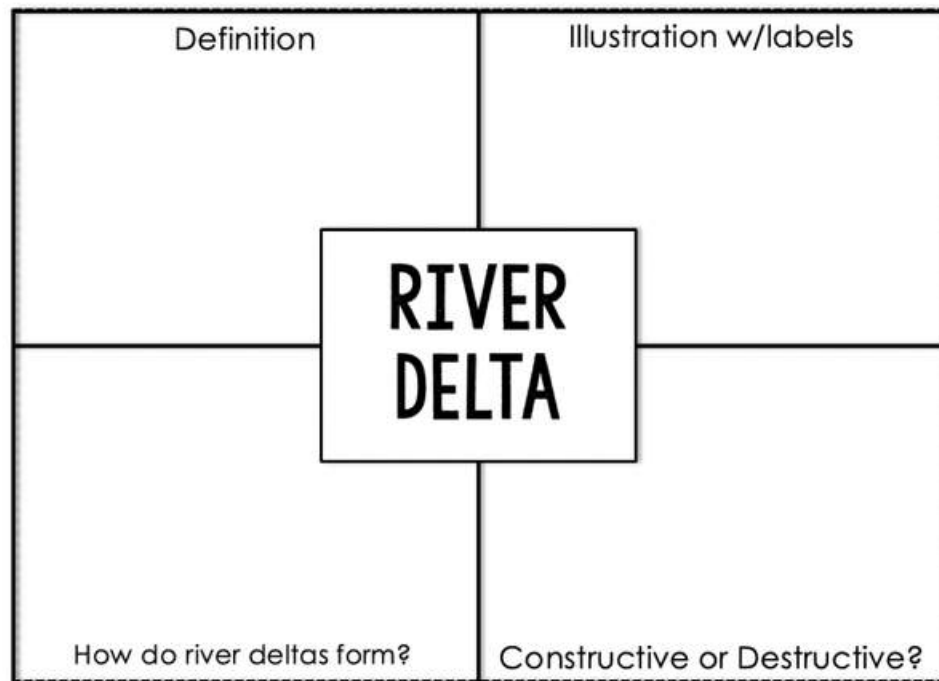 Definition
Illustration w/labels
RIVER
DELTA
How do river deltas form?
Constructive or Destructive?